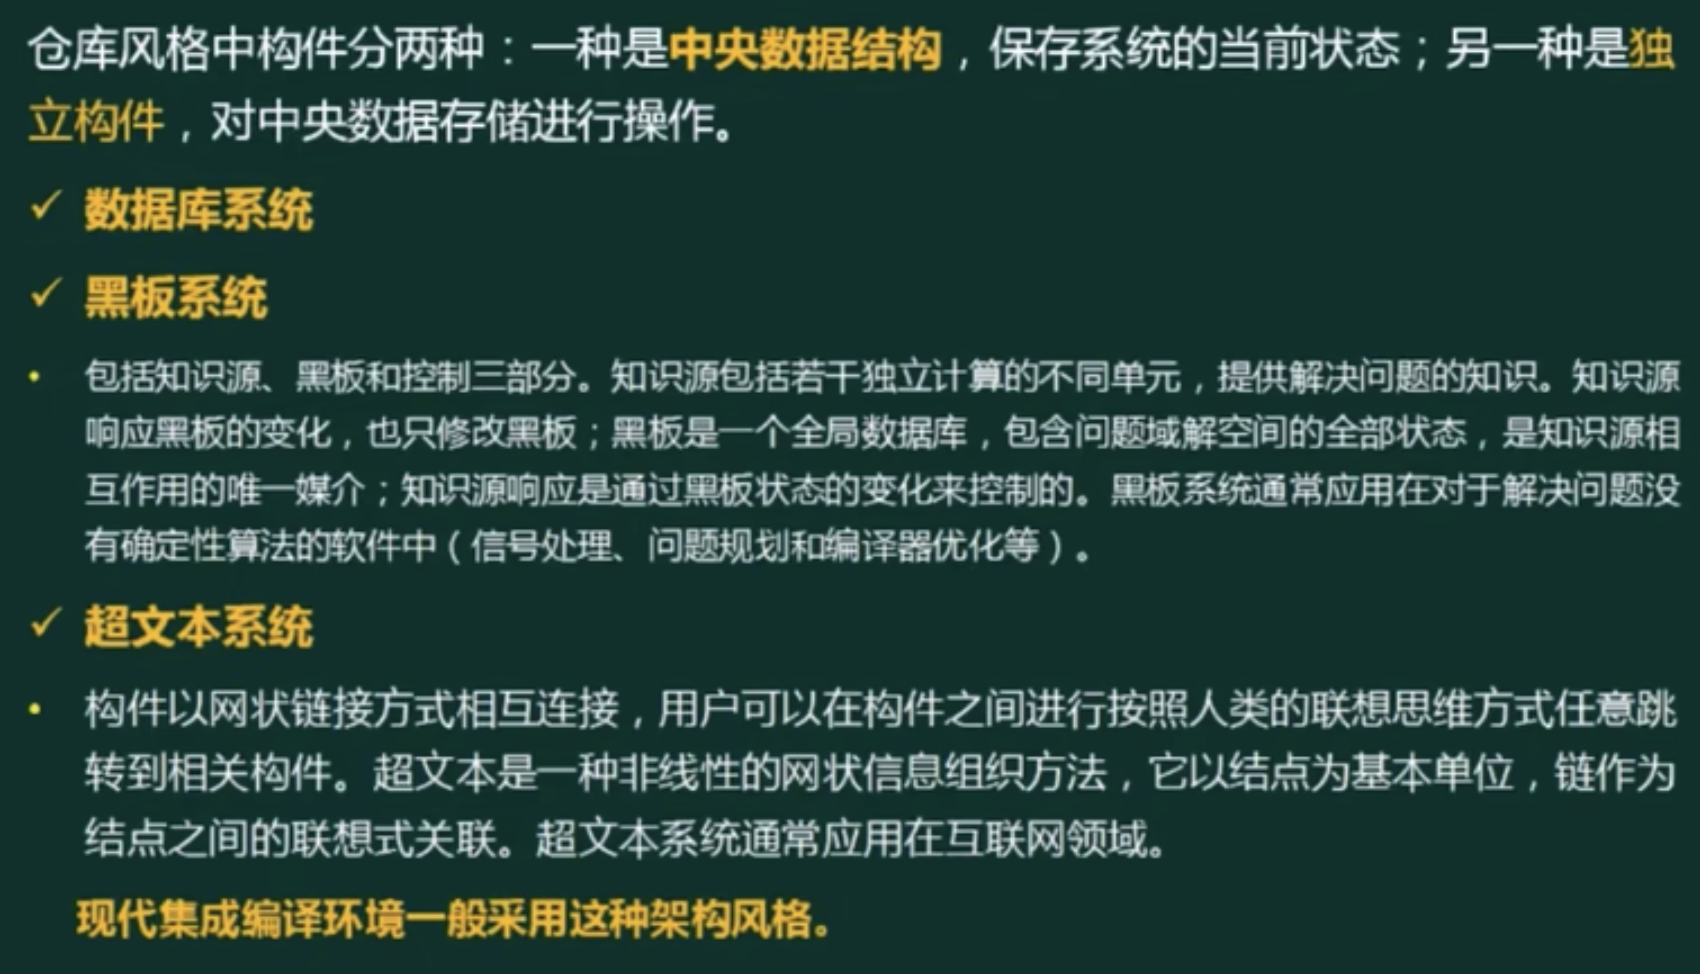 仓库风格中构件分两种：一种是中央数据结构，保存系统的当前状态；另一种是独
立构件，对中央数据存储进行操作。
✓ 数据库系统
✓ 黑板系统
• 包括知识源、黑板和控制三部分。知识源包括若干独立计算的不同单元，提供解决问题的知识。知识源
响应黑板的变化，也只修改黑板；黑板是一个全局数据库，包含问题域解空间的全部状态，是知识源相
互作用的唯一媒介；知识源响应是通过黑板状态的变化来控制的。黑板系统通常应用在对于解决问题没
有确定性算法的软件中（信号处理、问题规划和编译器优化等）。
✓ 超文本系统
• 构件以网状链接方式相互连接，用户可以在构件之间进行按照人类的联想思维方式任意跳
转到相关构件。超文本是一种非线性的网状信息组织方法，它以结点为基本单位，链作为
结点之间的联想式关联。超文本系统通常应用在互联网领域。
现代集成编译环境一般采用这种架构风格。